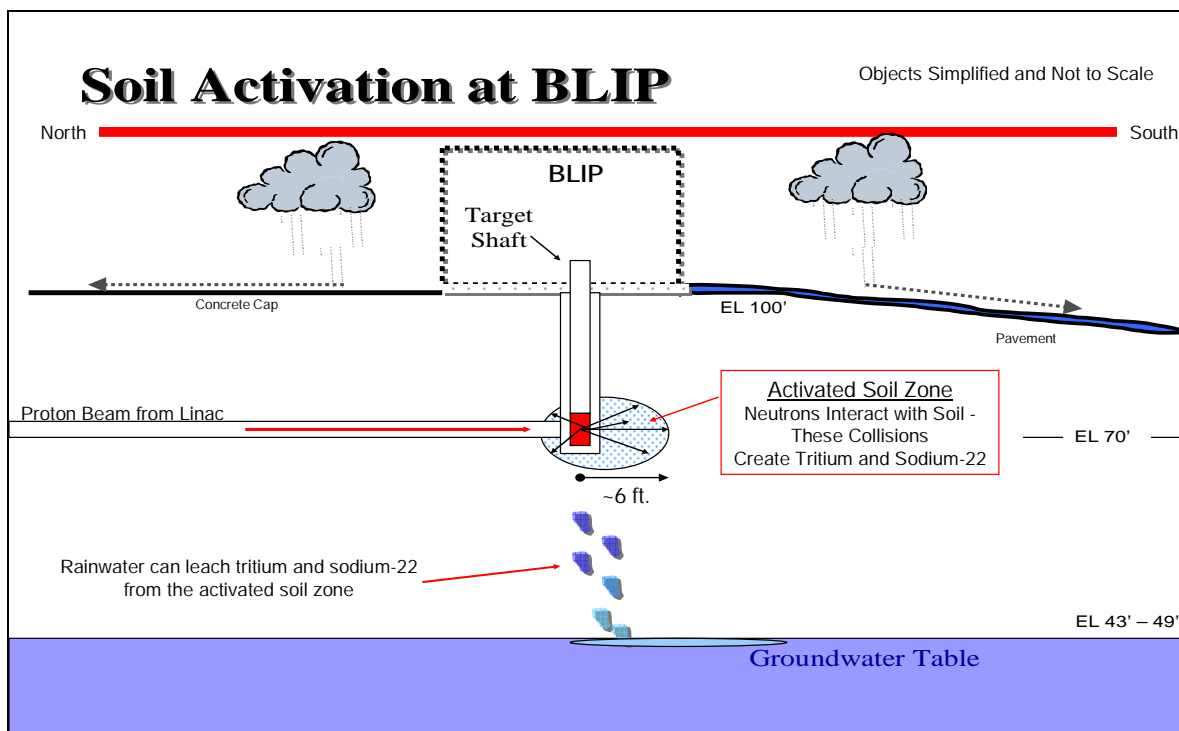 Soil Activation at BLIP
Objects Simplified and Not to Scale
North
South
BLIP
Target
Shaft
Concrete Cap
EL 100’
Pavement
Activated Soil Zone
Neutrons Interact with Soil -
These Collisions
Create Tritium and Sodium-22
Proton Beam from Linac
EL 70’
~6 ft.
Rainwater can leach tritium and sodium-22
from the activated soil zone
EL 43’ – 49’
Groundwater Table